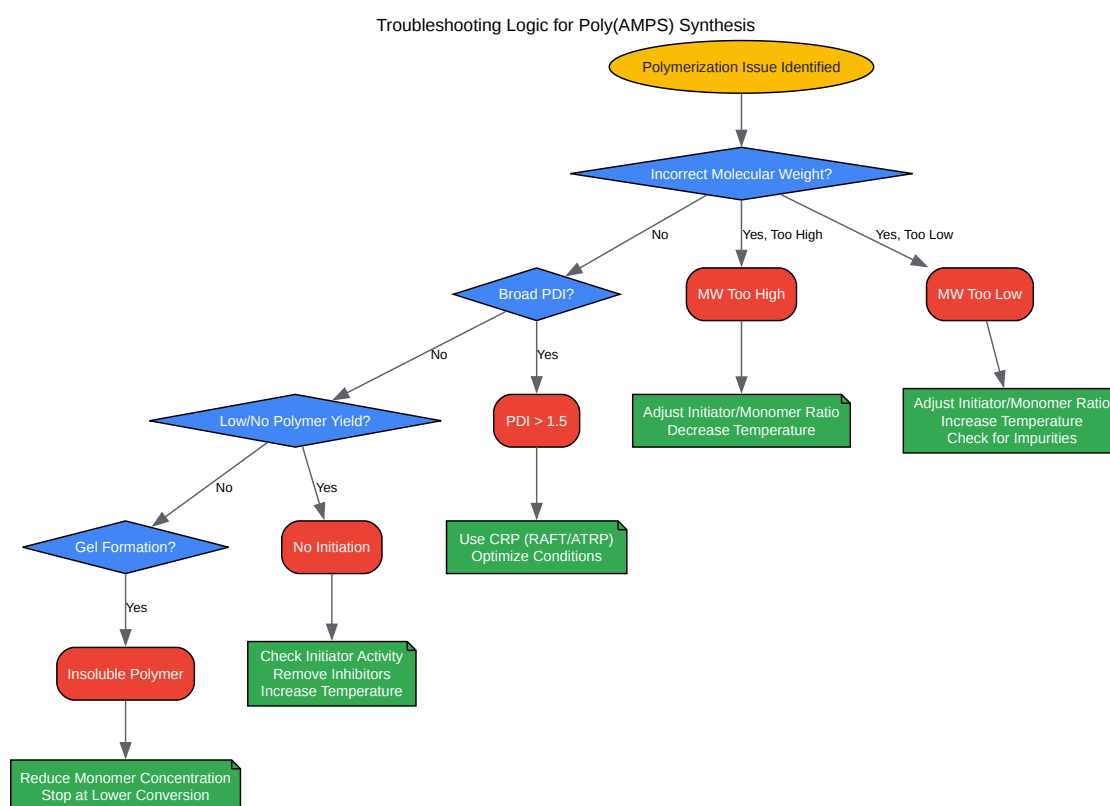 Troubleshooting Logic for Poly(AMPS) Synthesis
Polymerization Issue Identified
Incorrect Molecular Weight?
No
Yes, Too High
Yes, Too Low
Broad PDI?
MW Too High
MW Too Low
No
Yes
Low/No Polymer Yield?
PDI > 1.5
Adjust Initiator/Monomer Ratio
Decrease Temperature
Adjust Initiator/Monomer Ratio
Increase Temperature
Check for Impurities
No
Yes
Gel Formation?
No Initiation
Use CRP (RAFT/ATRP)
Optimize Conditions
Yes
Insoluble Polymer
Check Initiator Activity
Remove Inhibitors
Increase Temperature
Reduce Monomer Concentration
Stop at Lower Conversion